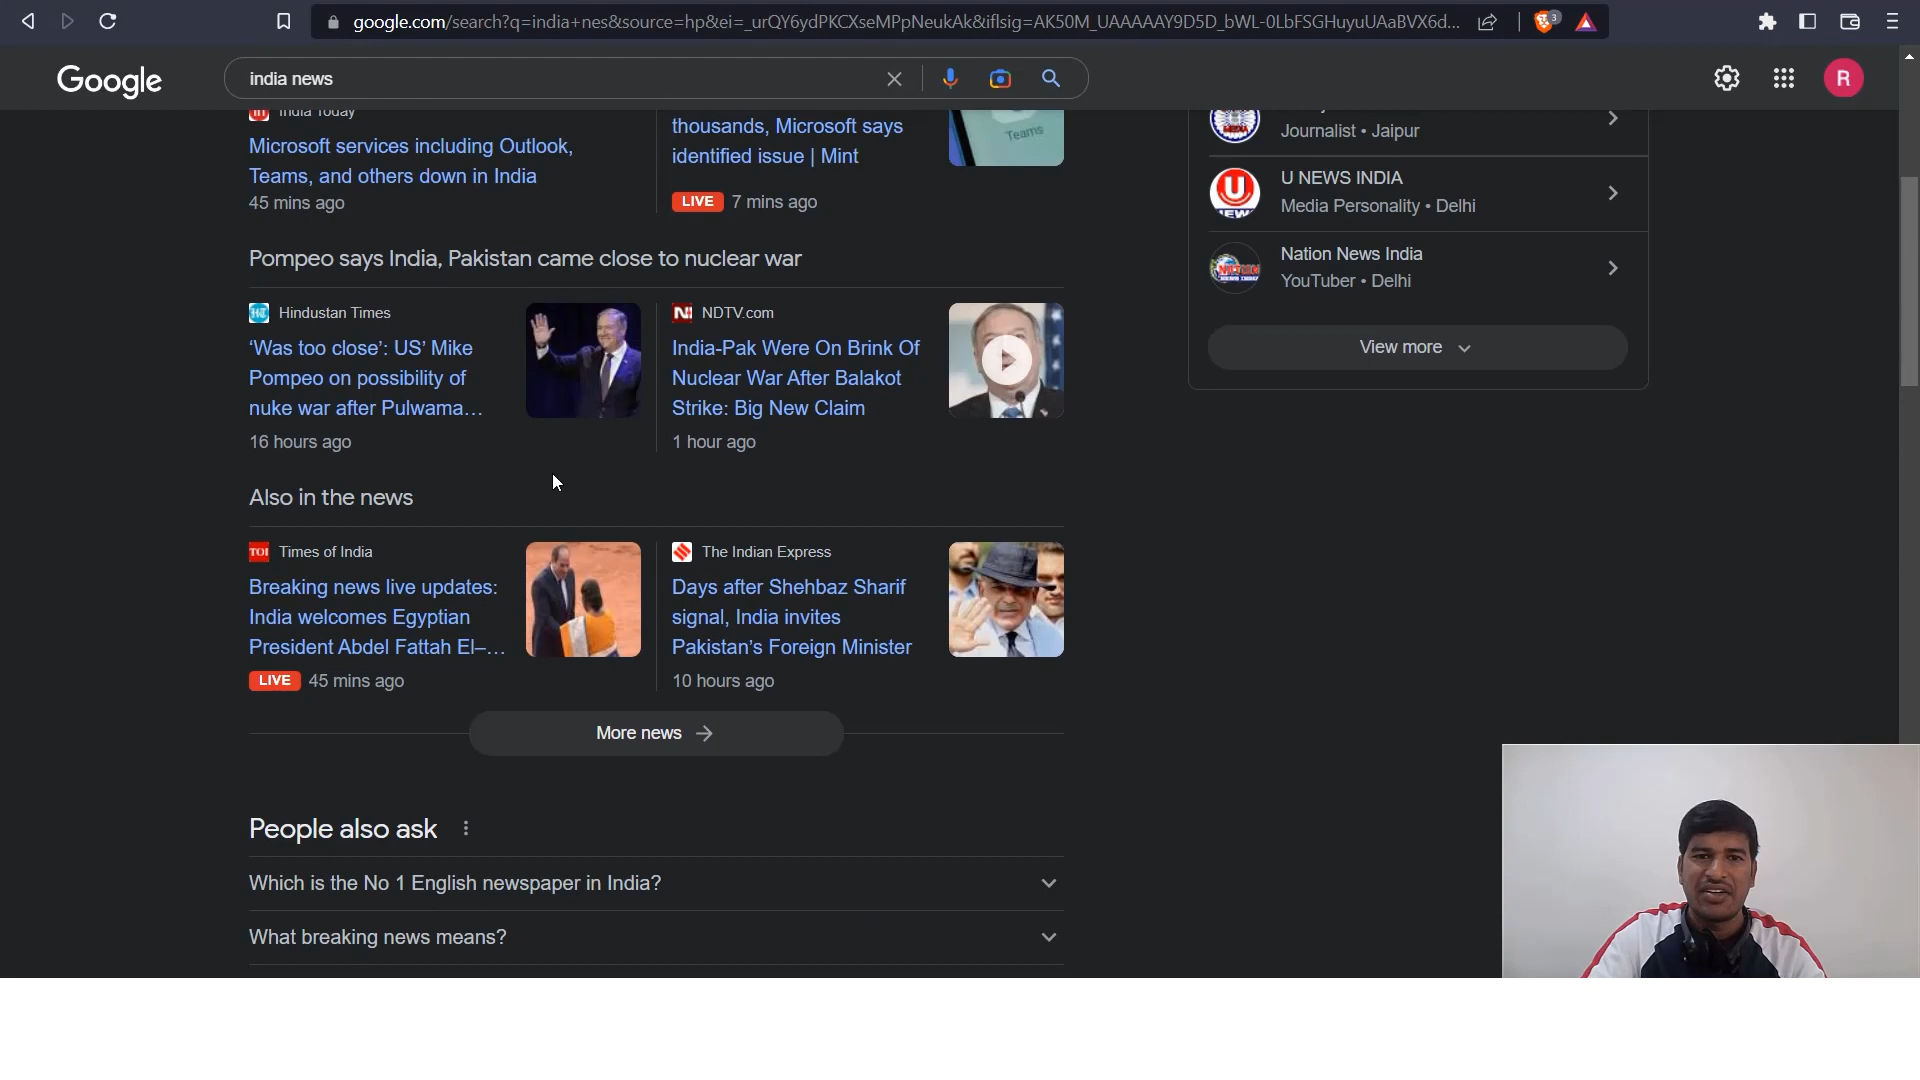 google.com/search?q=india+nes&source=hp&ei=_urQY6ydPKCXseMPpNeukAk&iflsig=AK50M_UAAAAAY9D5D_bWL-0LbFSGHuyuUAaBVX6d...
3
Google
india news
R
India Today
Microsoft services including Outlook,
Teams, and others down in India
45 mins ago
thousands, Microsoft says
identified issue | Mint
LIVE 7 mins ago
Teams
Journalist • Jaipur
U NEWS INDIA
Media Personality • Delhi
Nation News India
YouTuber • Delhi
View more
Pompeo says India, Pakistan came close to nuclear war
Hindustan Times
‘Was too close’: US’ Mike
Pompeo on possibility of
nuke war after Pulwama...
16 hours ago
NDTV.com
India-Pak Were On Brink Of
Nuclear War After Balakot
Strike: Big New Claim
1 hour ago
Also in the news
TOI Times of India
Breaking news live updates:
India welcomes Egyptian
President Abdel Fattah El–...
LIVE 45 mins ago
The Indian Express
Days after Shehbaz Sharif
signal, India invites
Pakistan’s Foreign Minister
10 hours ago
More news
People also ask
Which is the No 1 English newspaper in India?
What breaking news means?